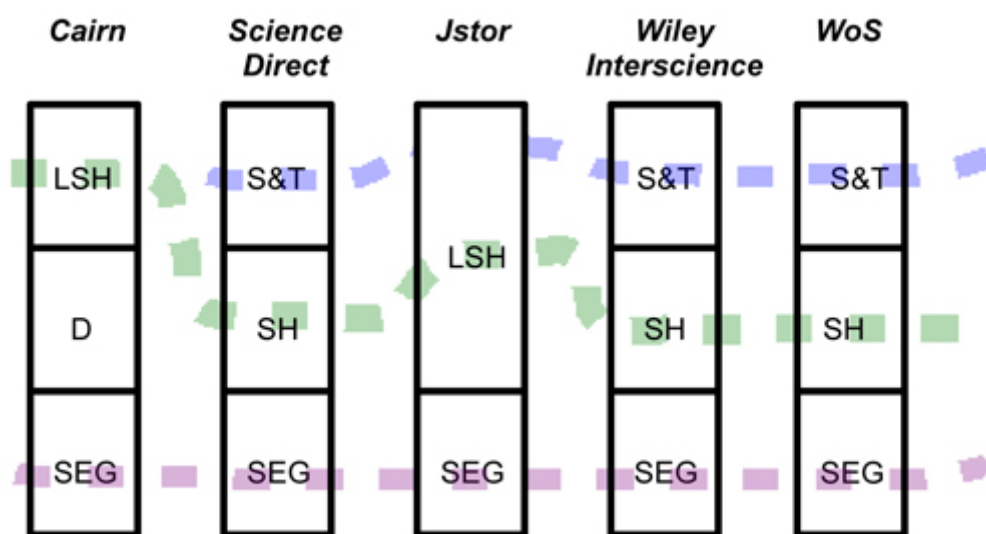 Cairn
Science
Direct
Jstor
Wiley
Interscience
WoS
LSH
S&T
LSH
S&T
S&T
D
SH
SH
SH
SEG
SEG
SEG
SEG
SEG